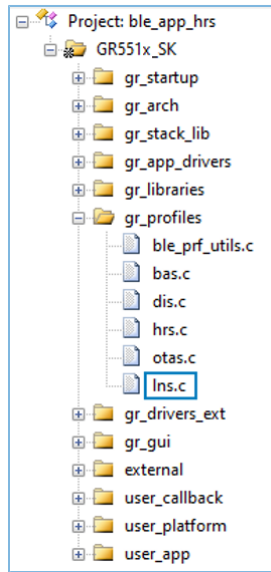 Project: ble_app_hrs
GR551x_SK
gr_startup
gr_arch
gr_stack_lib
gr_app_drivers
gr_libraries
gr_profiles
ble_prf_utils.c
bas.c
dis.c
hrs.c
otas.c
lns.c
gr_drivers_ext
gr_gui
external
user_callback
user_platform
user_app